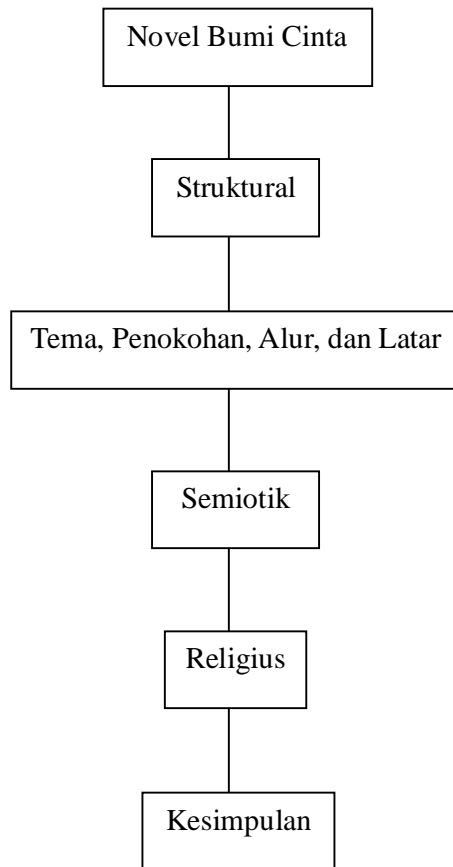 Novel Bumi Cinta
Struktural
Tema, Penokohan, Alur, dan Latar
Semiotik
Religius
Kesimpulan